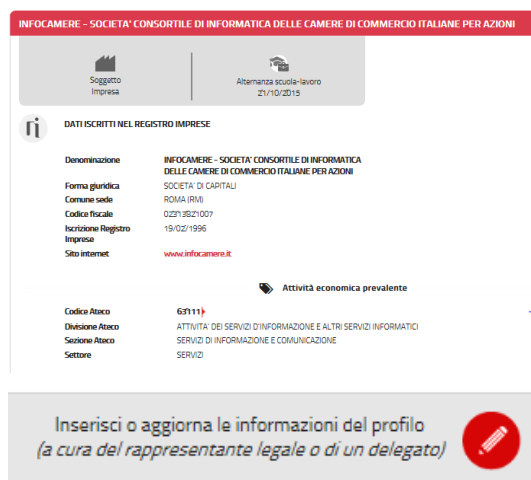 INFOCAMERE - SOCIETA' CONSORTILE DI INFORMATICA DELLE CAMERE DI COMMERCIO ITALIANE PER AZIONI
Soggetto
Impresa
Alternanza scuola-lavoro
21/10/2015
ri
DATI ISCRITTI NEL REGISTRO IMPRESE
Denominazione INFOCAMERE - SOCIETA' CONSORTILE DI INFORMATICA
DELLE CAMERE DI COMMERCIO ITALIANE PER AZIONI
Forma giuridica SOCIETA' DI CAPITALI
Comune sede ROMA (RM)
Codice fiscale 02313821007
Iscrizione Registro 19/02/1996
Imprese
Sito internet www.infocamere.it
Attività economica prevalente
Codice Ateco 63111
Divisione Ateco ATTIVITA' DEI SERVIZI D'INFORMAZIONE E ALTRI SERVIZI INFORMATICI
Sezione Ateco SERVIZI DI INFORMAZIONE E COMUNICAZIONE
Settore SERVIZI
Inserisci o aggiorna le informazioni del profilo
(a cura del rappresentante legale o di un delegato)